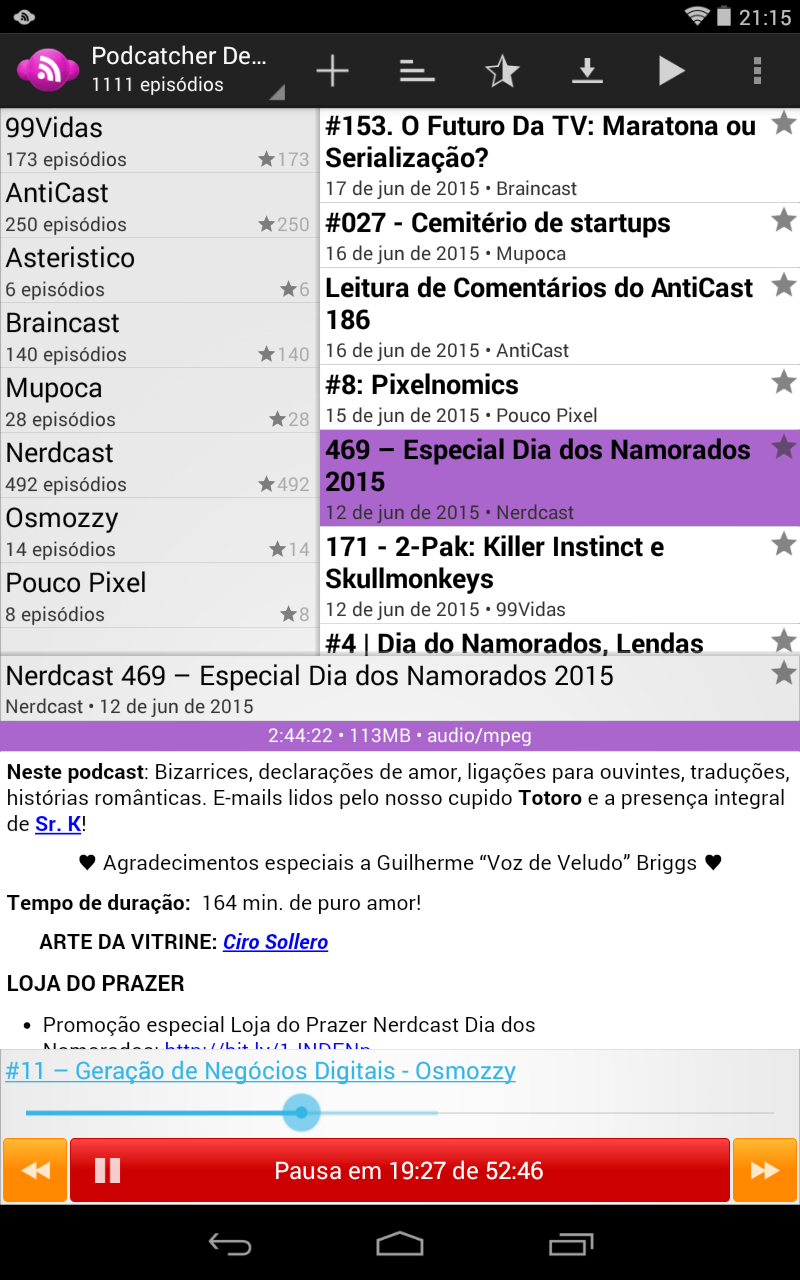 21:15
Podcatcher De...
1111 episódios
99Vidas
173 episódios
173
AntiCast
250 episódios
250
Asteristico
6 episódios
6
Braincast
140 episódios
140
Mupoca
28 episódios
28
Nerdcast
492 episódios
492
Osmozzy
14 episódios
14
Pouco Pixel
8 episódios
8
#153. O Futuro Da TV: Maratona ou
Serialização?
17 de jun de 2015 • Braincast
#027 - Cemitério de startups
16 de jun de 2015 • Mupoca
Leitura de Comentários do AntiCast
186
16 de jun de 2015 • AntiCast
#8: Pixelnomics
15 de jun de 2015 • Pouco Pixel
469 – Especial Dia dos Namorados
2015
12 de jun de 2015 • Nerdcast
171 - 2-Pak: Killer Instinct e
Skullmonkeys
12 de jun de 2015 • 99Vidas
#4 | Dia do Namorados, Lendas
Nerdcast 469 – Especial Dia dos Namorados 2015
Nerdcast • 12 de jun de 2015
2:44:22 • 113MB • audio/mpeg
Neste podcast: Bizarrices, declarações de amor, ligações para ouvintes, traduções,
histórias românticas. E-mails lidos pelo nosso cupido Totoro e a presença integral
de Sr. K!
♥ Agradecimentos especiais a Guilherme “Voz de Veludo” Briggs ♥
Tempo de duração: 164 min. de puro amor!
ARTE DA VITRINE: Ciro Sollero
LOJA DO PRAZER
• Promoção especial Loja do Prazer Nerdcast Dia dos
Namorados:
#11 – Geração de Negócios Digitais - Osmozzy
Pausa em 19:27 de 52:46